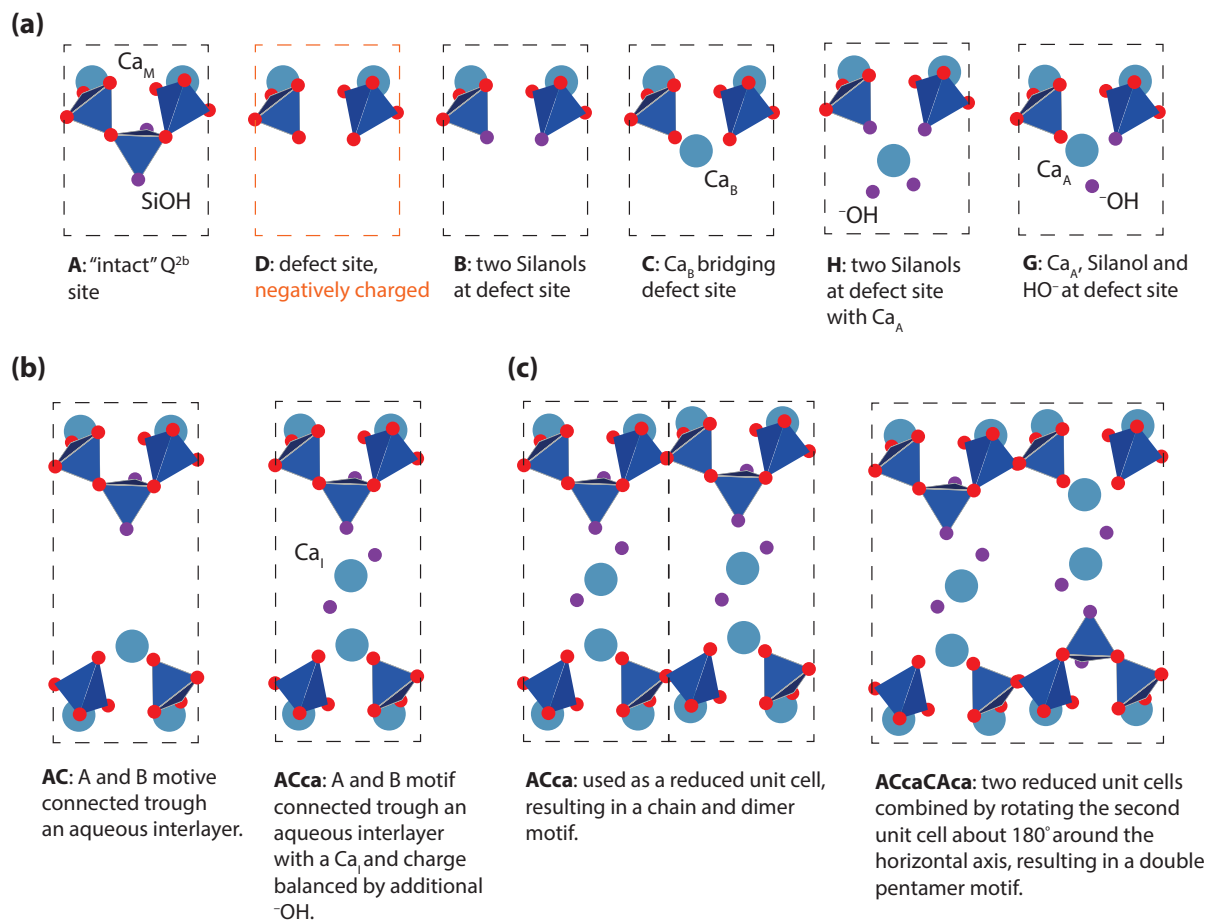 (a)
Ca_M
SiOH
Ca_B
⁻OH
Ca_A
⁻OH
A: “intact” Q²ᵇ
site
D: defect site,
negatively charged
B: two Silanols
at defect site
C: Ca_B bridging
defect site
H: two Silanols
at defect site
with Ca_A
G: Ca_A, Silanol and
HO⁻ at defect site
(b)
(c)
Ca_I
AC: A and B motive
connected trough
an aqueous interlayer.
ACca: A and B motif
connected trough an
aqueous interlayer
with a Ca_I and charge
balanced by additional
⁻OH.
ACca: used as a reduced unit cell,
resulting in a chain and dimer
motif.
ACcaCAca: two reduced unit cells
combined by rotating the second
unit cell about 180° around the
horizontal axis, resulting in a double
pentamer motif.